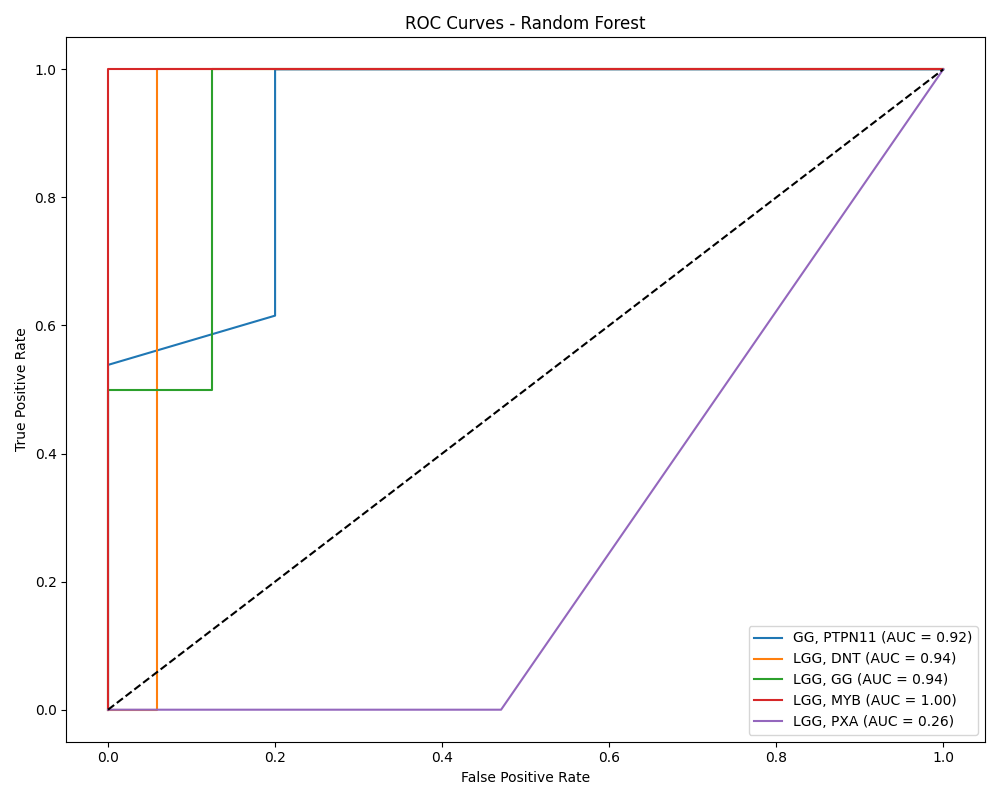 ROC Curves - Random Forest
True Positive Rate
1.0
0.8
0.6
0.4
0.2
0.0
0.0 0.2 0.4 0.6 0.8 1.0
False Positive Rate
GG, PTPN11 (AUC = 0.92)
LGG, DNT (AUC = 0.94)
LGG, GG (AUC = 0.94)
LGG, MYB (AUC = 1.00)
LGG, PXA (AUC = 0.26)